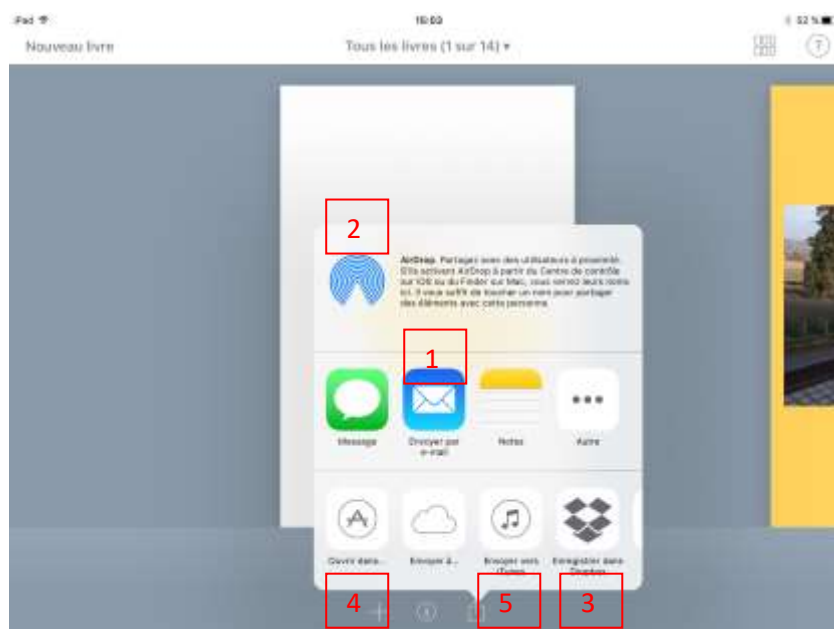 iPad
15:03
52 %
Nouveau livre
Tous les livres (1 sur 14) ▾
T
2
AirDrop. Partagez avec des utilisateurs à proximité.
S'ils activent AirDrop à partir du Centre de contrôle
sur iOS ou du Finder sur Mac, vous verrez leurs noms
ici. Il vous suffit de toucher un nom pour partager
des éléments avec cette personne.
1
Message
Envoyer par
e-mail
Notes
Autre
Ouvrir dans...
Envoyer à...
Envoyer vers
iTunes
Enregistrer dans
Dropbox
4
5
3